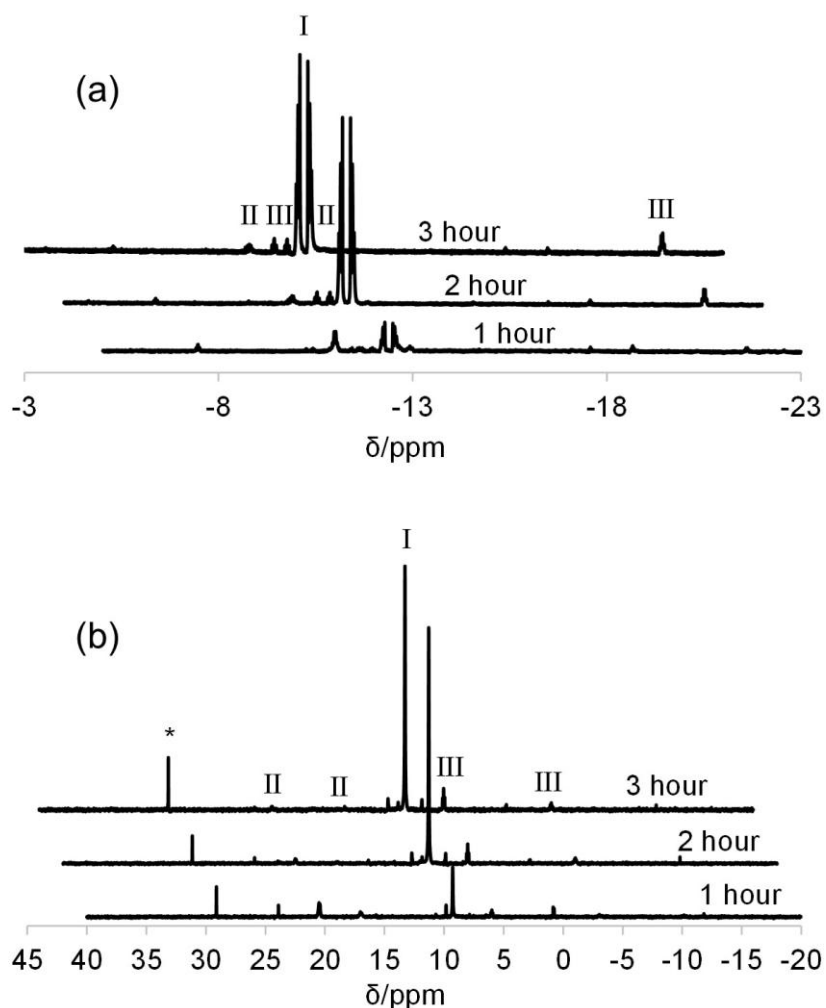 I
(a)
II III II III
3 hour
2 hour
1 hour
-3 -8 -13 -18 -23
δ/ppm
I
(b)
*
II II III III
3 hour
2 hour
1 hour
45 40 35 30 25 20 15 10 5 0 -5 -10 -15 -20
δ/ppm